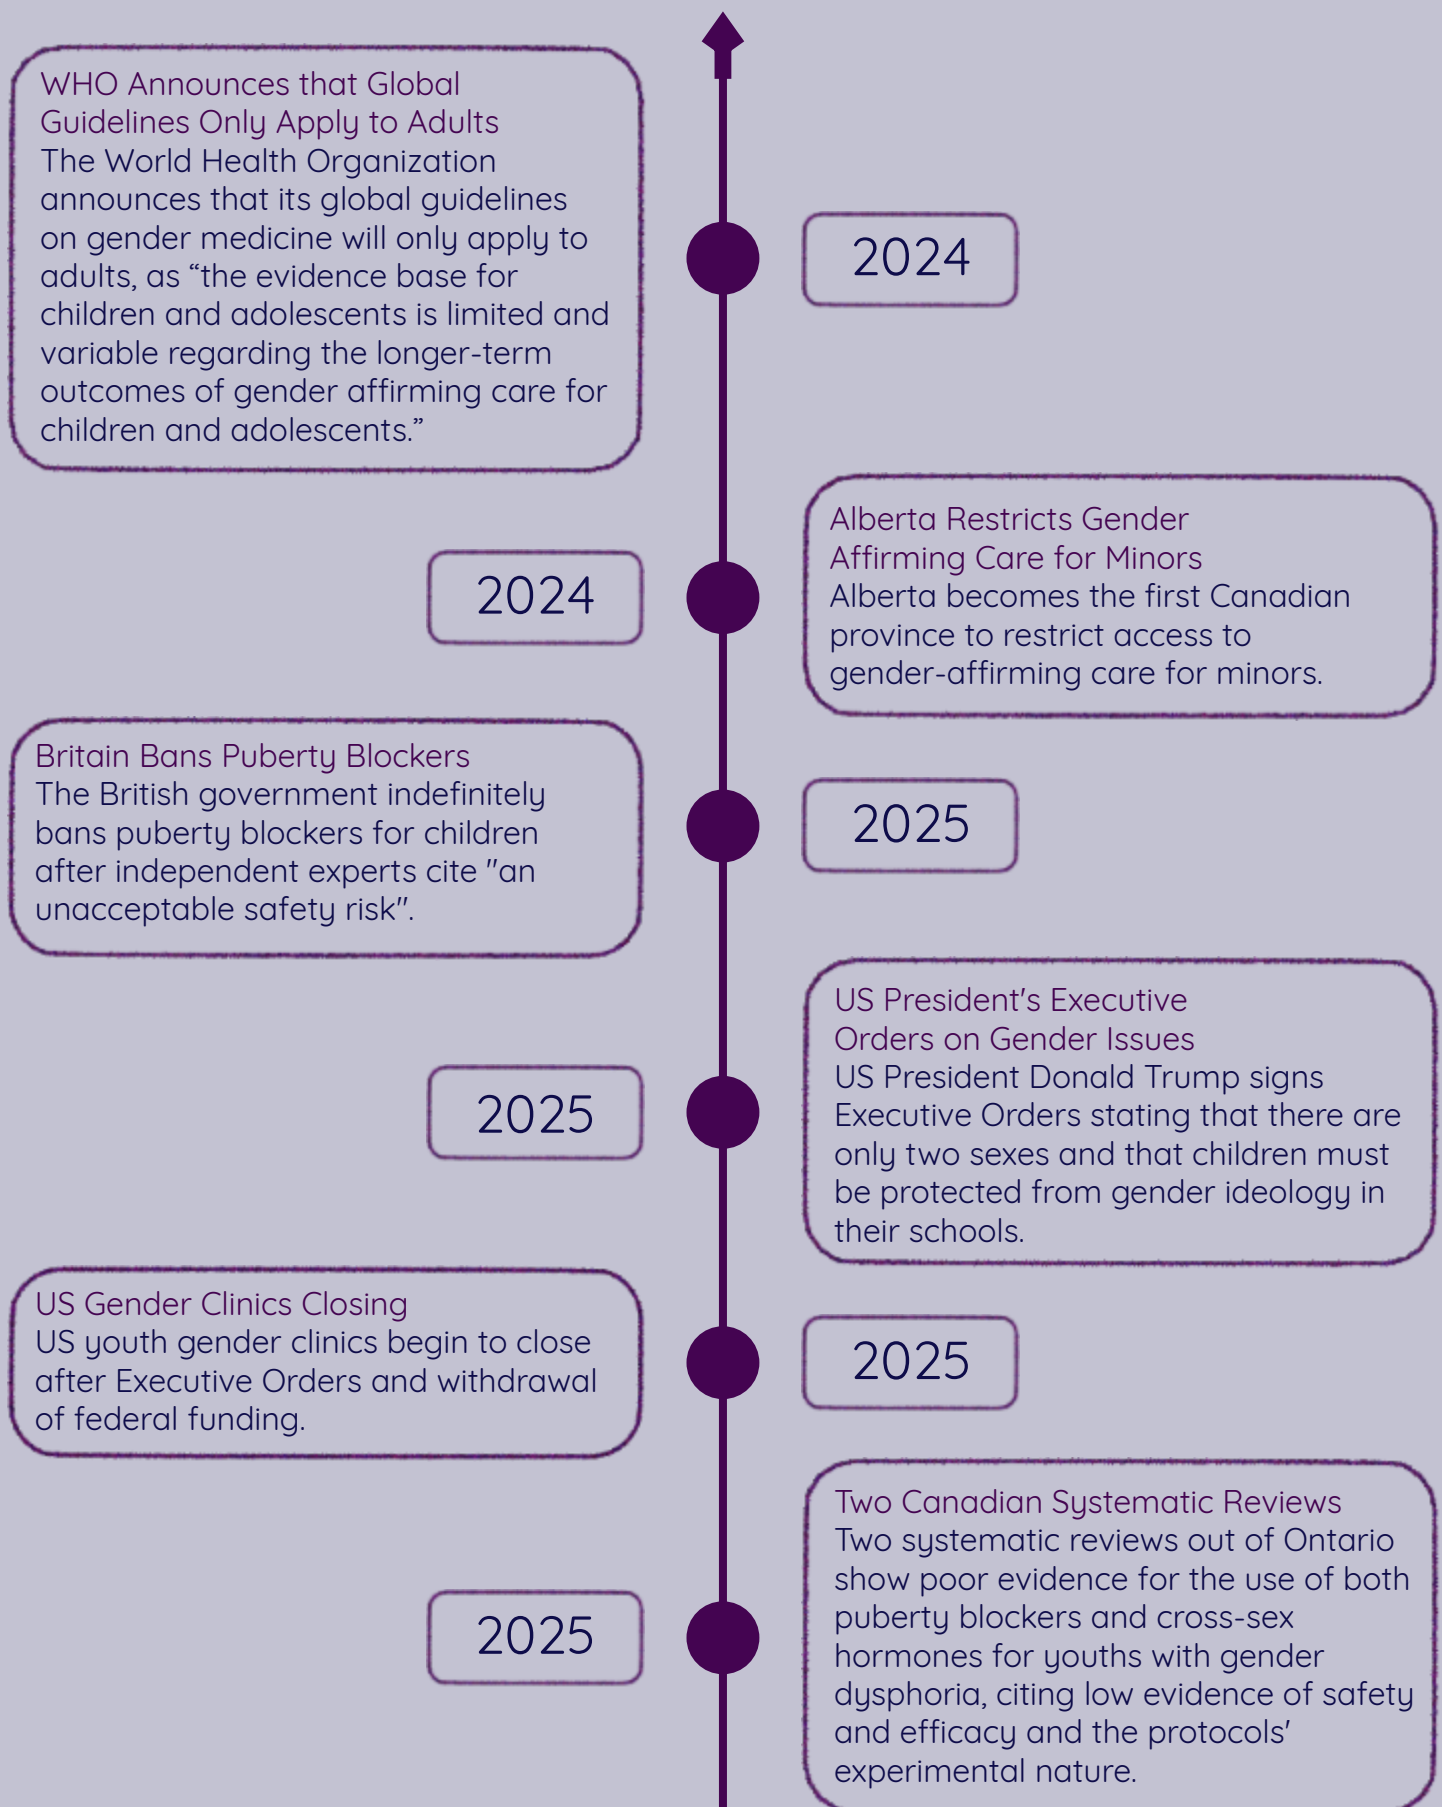 WHO Announces that Global
Guidelines Only Apply to Adults
The World Health Organization
announces that its global guidelines
on gender medicine will only apply to
adults, as “the evidence base for
children and adolescents is limited and
variable regarding the longer-term
outcomes of gender affirming care for
children and adolescents.”
2024
2024
Alberta Restricts Gender
Affirming Care for Minors
Alberta becomes the first Canadian
province to restrict access to
gender-affirming care for minors.
Britain Bans Puberty Blockers
The British government indefinitely
bans puberty blockers for children
after independent experts cite "an
unacceptable safety risk".
2025
2025
US President's Executive
Orders on Gender Issues
US President Donald Trump signs
Executive Orders stating that there are
only two sexes and that children must
be protected from gender ideology in
their schools.
US Gender Clinics Closing
US youth gender clinics begin to close
after Executive Orders and withdrawal
of federal funding.
2025
2025
Two Canadian Systematic Reviews
Two systematic reviews out of Ontario
show poor evidence for the use of both
puberty blockers and cross-sex
hormones for youths with gender
dysphoria, citing low evidence of safety
and efficacy and the protocols'
experimental nature.